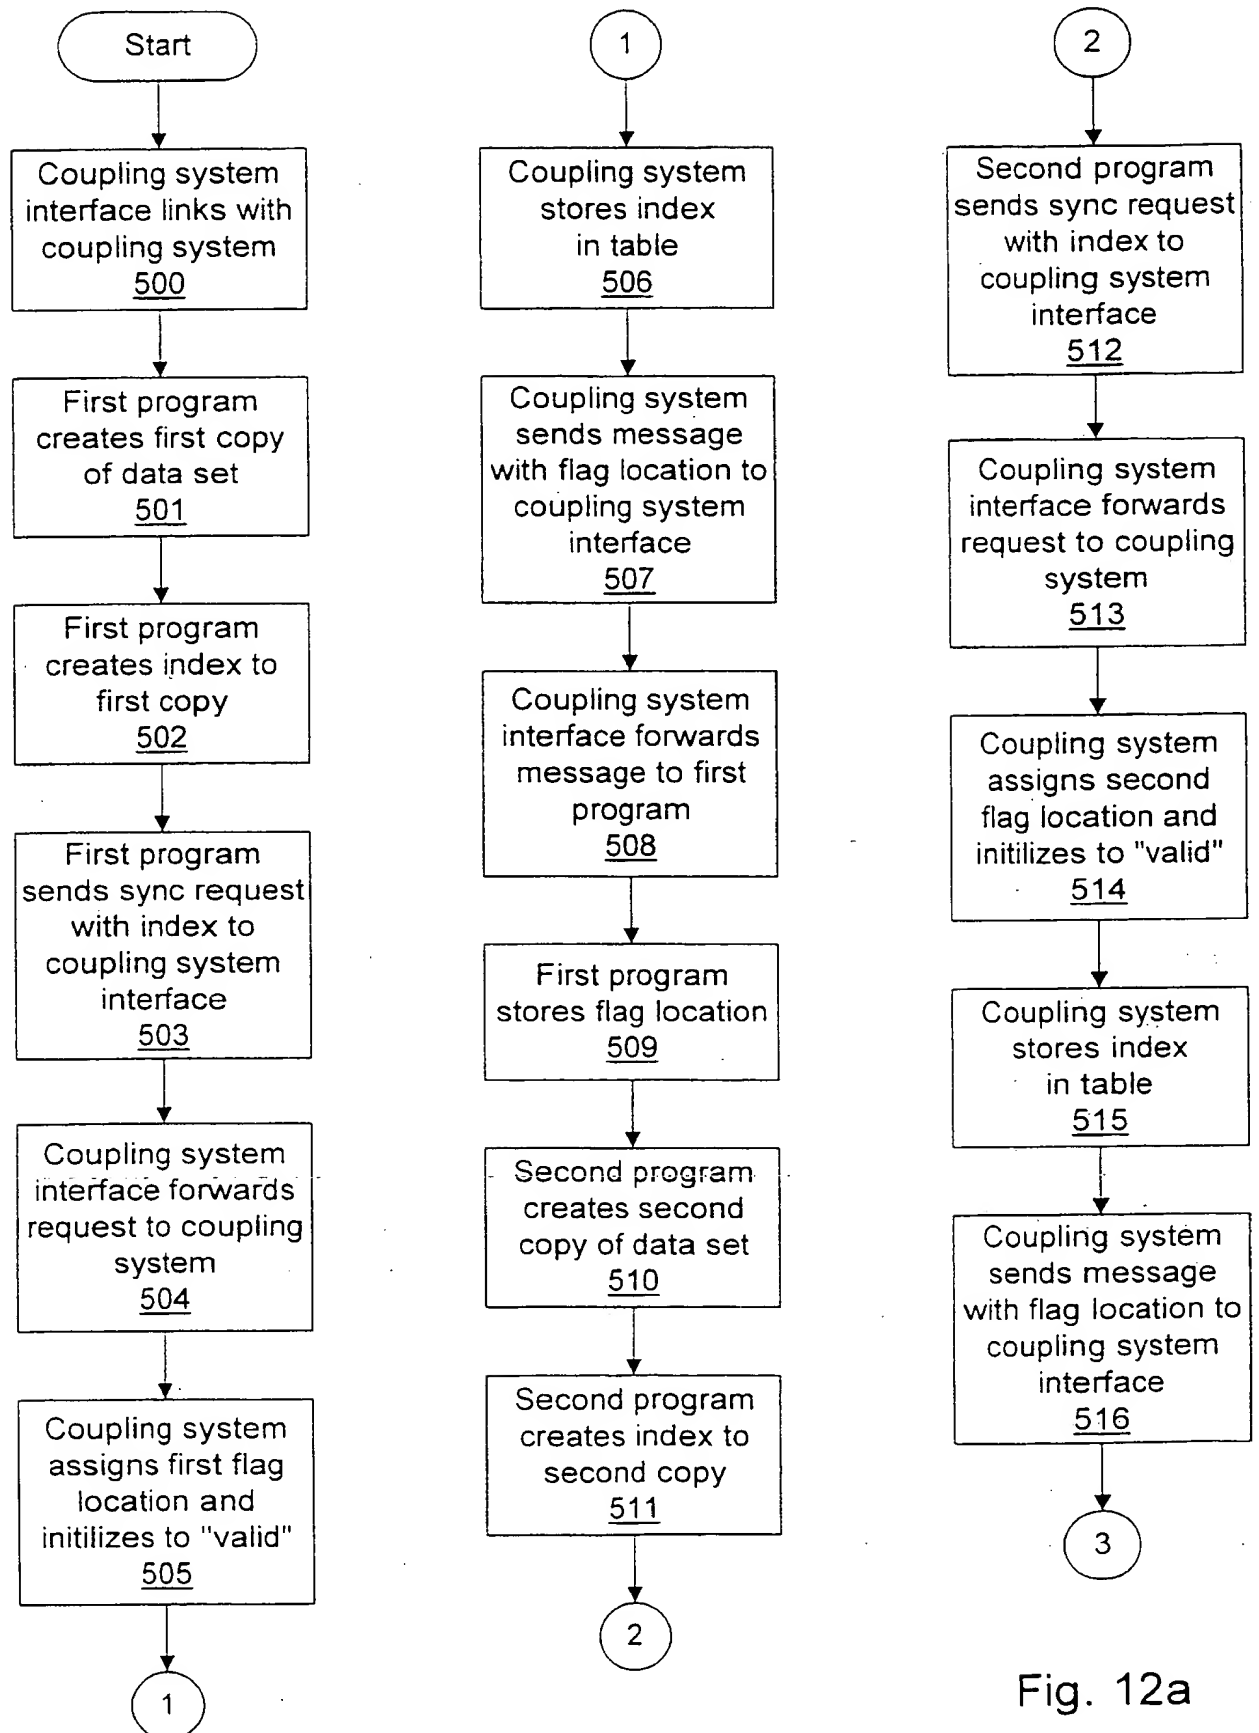 Start
Coupling system
interface links with
coupling system
500
First program
creates first copy
of data set
501
First program
creates index to
first copy
502
First program
sends sync request
with index to
coupling system
interface
503
Coupling system
interface forwards
request to coupling
system
504
Coupling system
assigns first flag
location and
initilizes to "valid"
505
1
1
Coupling system
stores index
in table
506
Coupling system
sends message
with flag location to
coupling system
interface
507
Coupling system
interface forwards
message to first
program
508
First program
stores flag location
509
Second program
creates second
copy of data set
510
Second program
creates index to
second copy
511
2
2
Second program
sends sync request
with index to
coupling system
interface
512
Coupling system
interface forwards
request to coupling
system
513
Coupling system
assigns second
flag location and
initilizes to "valid"
514
Coupling system
stores index
in table
515
Coupling system
sends message
with flag location to
coupling system
interface
516
3
Fig. 12a